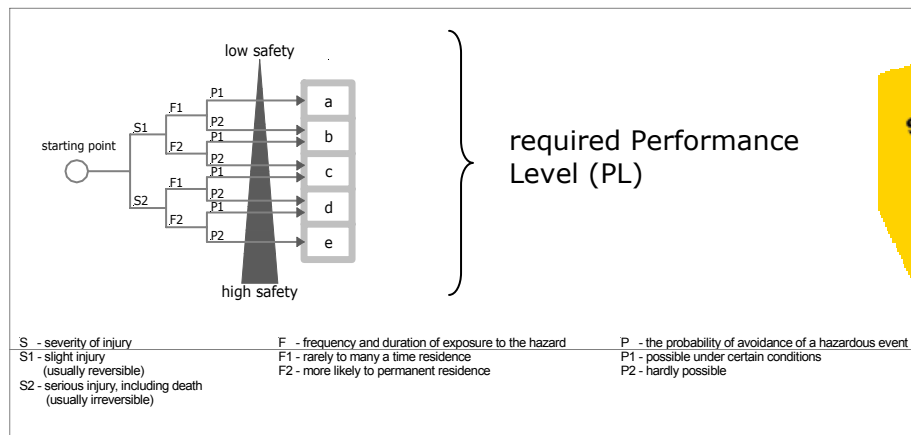 low safety
starting point
S1
S2
F1
F2
F1
F2
P1
P2
P1
P2
P1
P2
P1
P2
a
b
c
d
e
high safety
required Performance
Level (PL)
S - severity of injury
S1 - slight injury
(usually reversible)
S2 - serious injury, including death
(usually irreversible)
F - frequency and duration of exposure to the hazard
F1 - rarely to many a time residence
F2 - more likely to permanent residence
P - the probability of avoidance of a hazardous event
P1 - possible under certain conditions
P2 - hardly possible